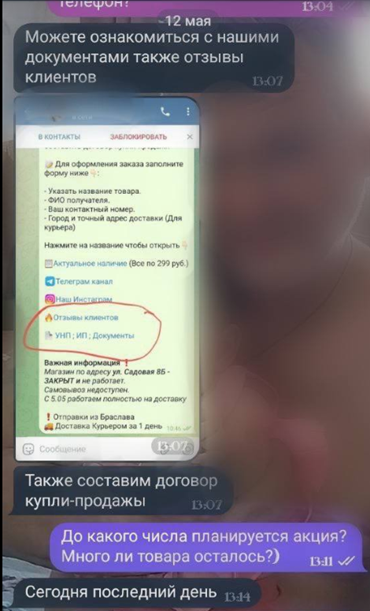 телефон?
13:04
12 мая
Можете ознакомиться с нашими
документами также отзывы
клиентов
13:07
В КОНТАКТЫ
ЗАБЛОКИРОВАТЬ
Для оформления заказа заполните
форму ниже
- Указать название товара.
- ФИО получателя.
- Ваш контактный номер.
- Город и точный адрес доставки (Для
курьера)
Нажмите на название чтобы открыть
Актуальное наличие (Все по 299 руб.)
Телеграм канал
Наш Инстаграм
Отзывы клиентов
УНП ; ИП ; Документы
Важная информация
Магазин по адресу ул. Садовая 8Б -
ЗАКРЫТ и не работает.
Самовывоз недоступен.
С 5.05 работаем полностью на доставку
Отправки из Браслава
Доставка Курьером за 1 день
Сообщение
13:07
Также составим договор
купли-продажы
13:07
До какого числа планируется акция?
Много ли товара осталось?)
13:11
Сегодня последний день
13:14